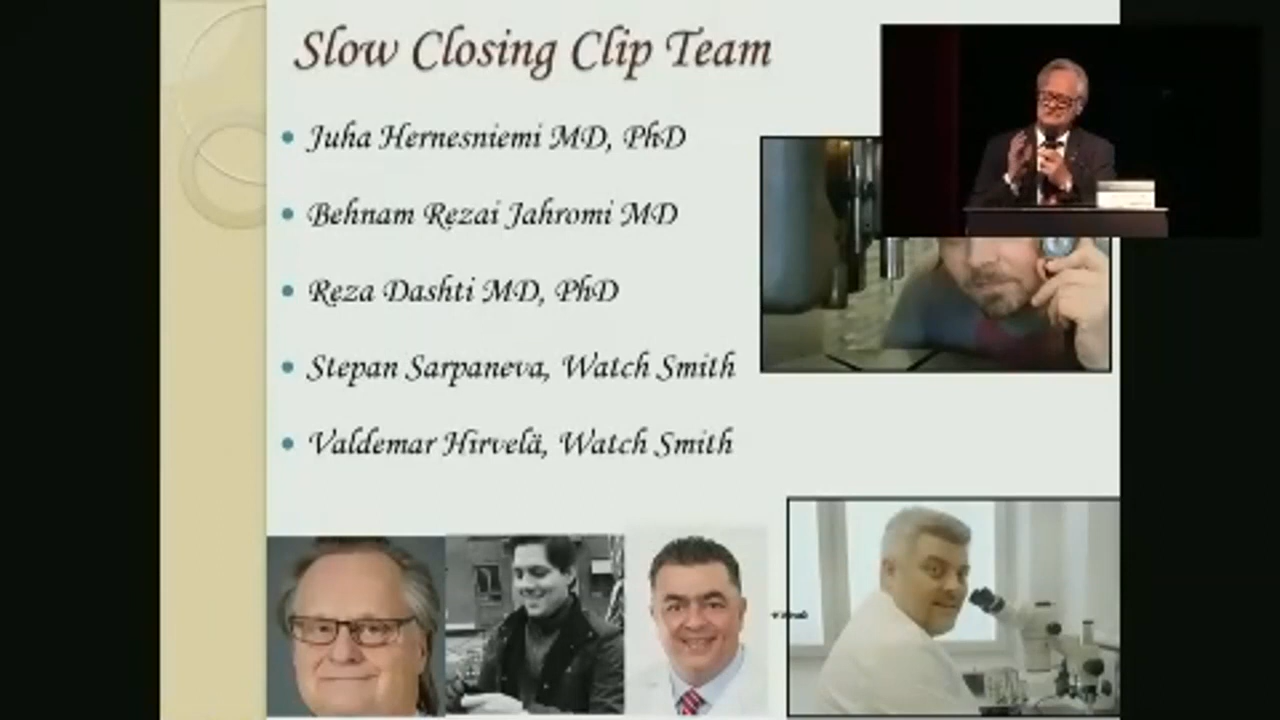 Slow Closing Clip Team
Juha Hernesniemi MD, PhD
Behnam Rezai Jahromi MD
Reza Dashti MD, PhD
Stepan Sarpaneva, Watch Smith
Valdemar Hirvelä, Watch Smith